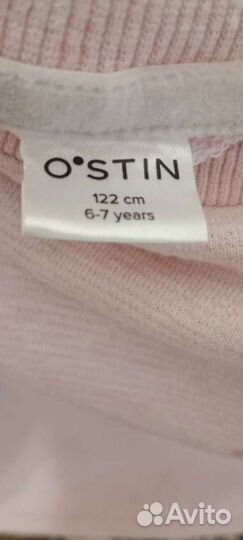 O•STIN
122 cm
6-7 years
Avito